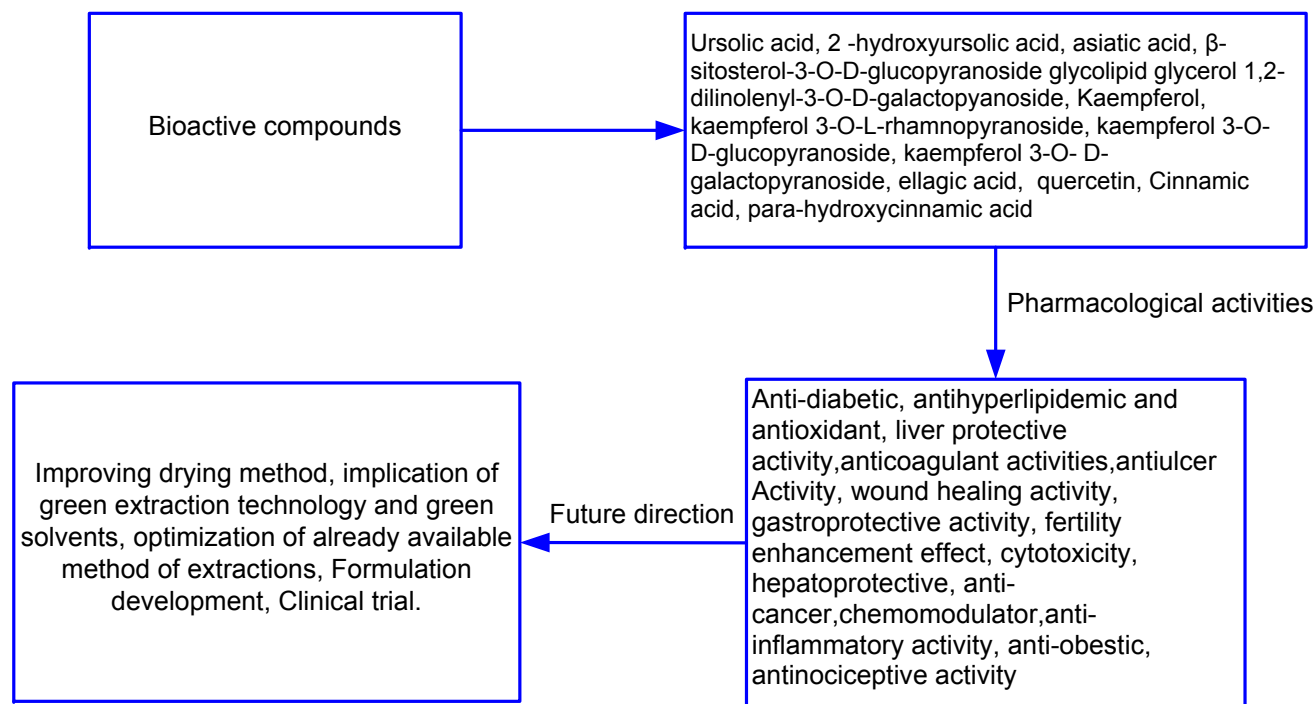 Bioactive compounds
Ursolic acid, 2 -hydroxyursolic acid, asiatic acid, β-
sitosterol-3-O-D-glucopyranoside glycolipid glycerol 1,2-
dilinolenyl-3-O-D-galactopyanoside, Kaempferol,
kaempferol 3-O-L-rhamnopyranoside, kaempferol 3-O-
D-glucopyranoside, kaempferol 3-O- D-
galactopyranoside, ellagic acid,  quercetin, Cinnamic
acid, para-hydroxycinnamic acid
Pharmacological activities
Anti-diabetic, antihyperlipidemic and
antioxidant, liver protective
activity,anticoagulant activities,antiulcer
Activity, wound healing activity,
gastroprotective activity, fertility
enhancement effect, cytotoxicity,
hepatoprotective, anti-
cancer,chemomodulator,anti-
inflammatory activity, anti-obestic,
antinociceptive activity
Future direction
Improving drying method, implication of
green extraction technology and green
solvents, optimization of already available
method of extractions, Formulation
development, Clinical trial.